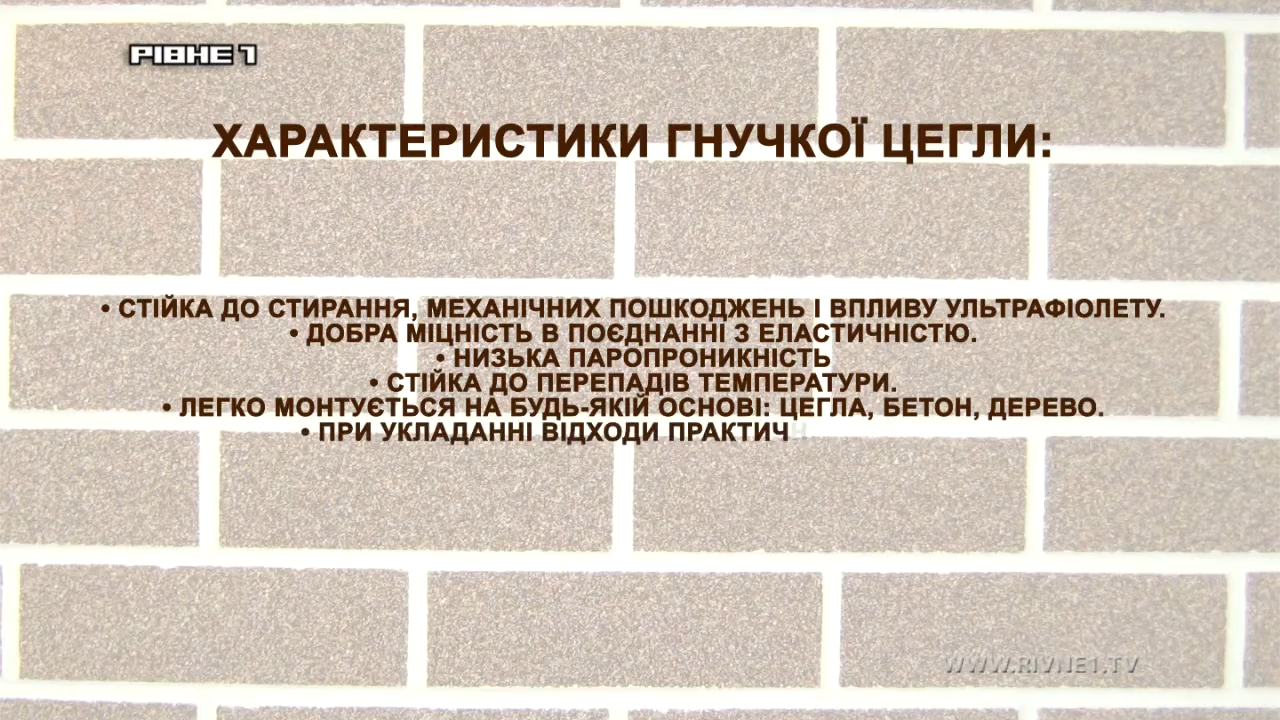 РІВНЕ 1
ХАРАКТЕРИСТИКИ ГНУЧКОЇ ЦЕГЛИ:
• СТІЙКА ДО СТИРАННЯ, МЕХАНІЧНИХ ПОШКОДЖЕНЬ І ВПЛИВУ УЛЬТРАФІОЛЕТУ.
• ДОБРА МІЦНІСТЬ В ПОЄДНАННІ З ЕЛАСТИЧНІСТЮ.
• НИЗЬКА ПАРОПРОНИКНІСТЬ
• СТІЙКА ДО ПЕРЕПАДІВ ТЕМПЕРАТУРИ.
• ЛЕГКО МОНТУЄТЬСЯ НА БУДЬ-ЯКІЙ ОСНОВІ: ЦЕГЛА, БЕТОН, ДЕРЕВО.
• ПРИ УКЛАДАННІ ВІДХОДИ ПРАКТИЧН
WWW.RIVNE1.TV